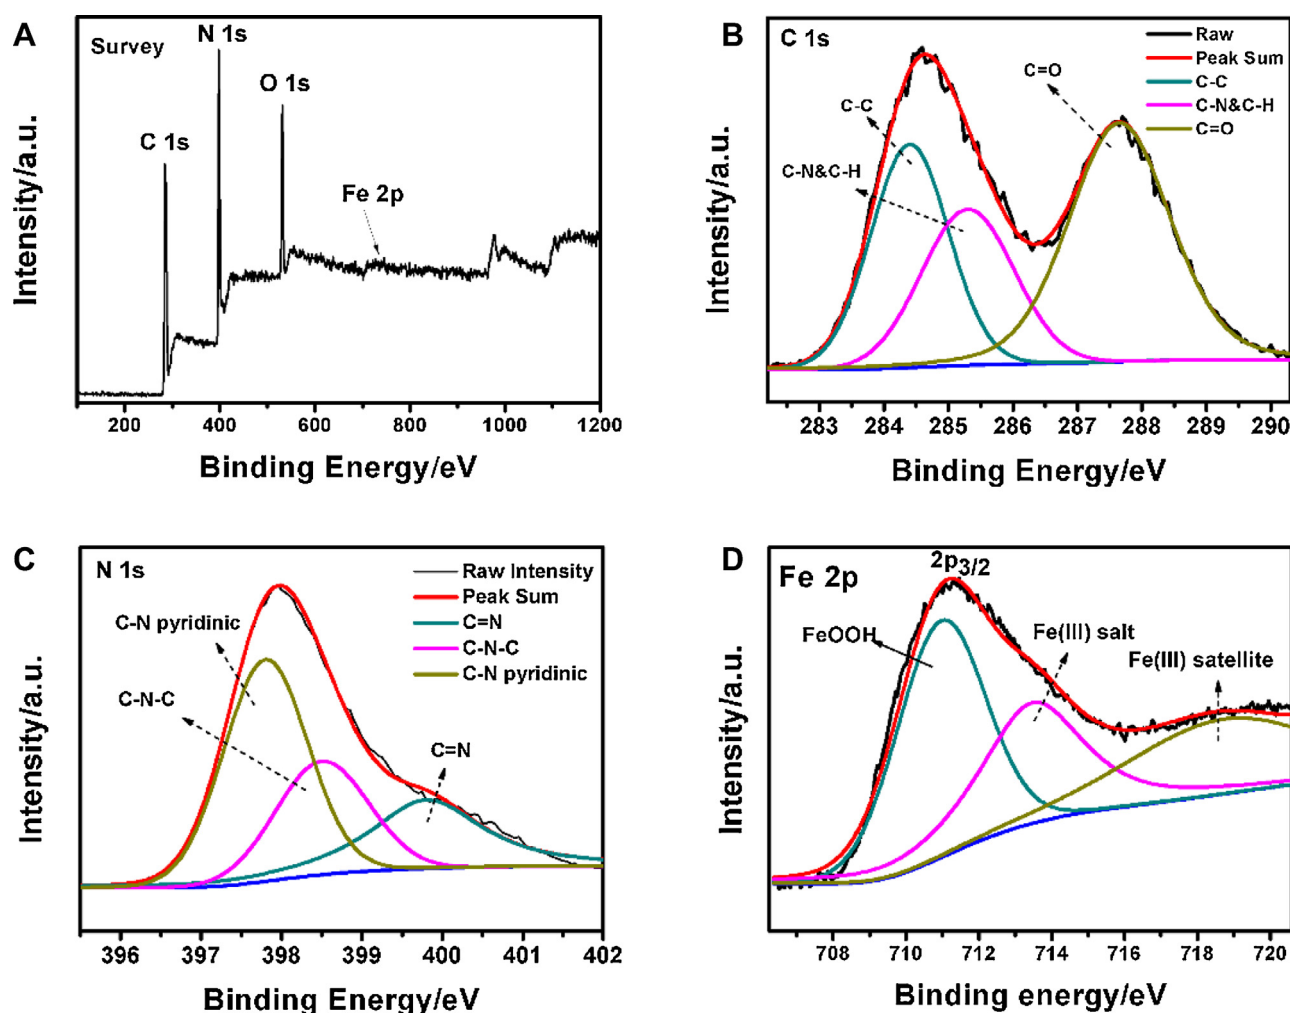 A
Survey
C 1s
N 1s
O 1s
Fe 2p
Intensity/a.u.
200 400 600 800 1000 1200
Binding Energy/eV
B
C 1s
C-C
C-N&C-H
C=O
Raw
Peak Sum
C-C
C-N&C-H
C=O
Intensity/a.u.
283 284 285 286 287 288 289 290
Binding Energy/eV
C
N 1s
C-N pyridinic
C-N-C
C=N
Raw Intensity
Peak Sum
C=N
C-N-C
C-N pyridinic
Intensity/a.u.
396 397 398 399 400 401 402
Binding Energy/eV
D
Fe 2p
2p3/2
FeOOH
Fe(III) salt
Fe(III) satellite
Intensity/a.u.
708 710 712 714 716 718 720
Binding energy/eV